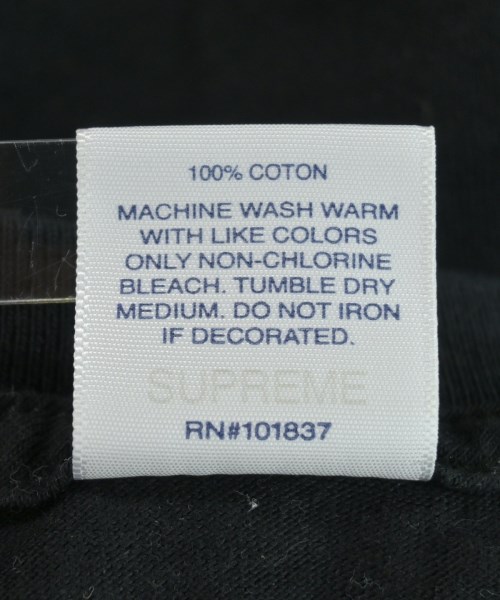 100% COTON
MACHINE WASH WARM
WITH LIKE COLORS
ONLY NON-CHLORINE
BLEACH. TUMBLE DRY
MEDIUM. DO NOT IRON
IF DECORATED.
SUPREME
RN#101837